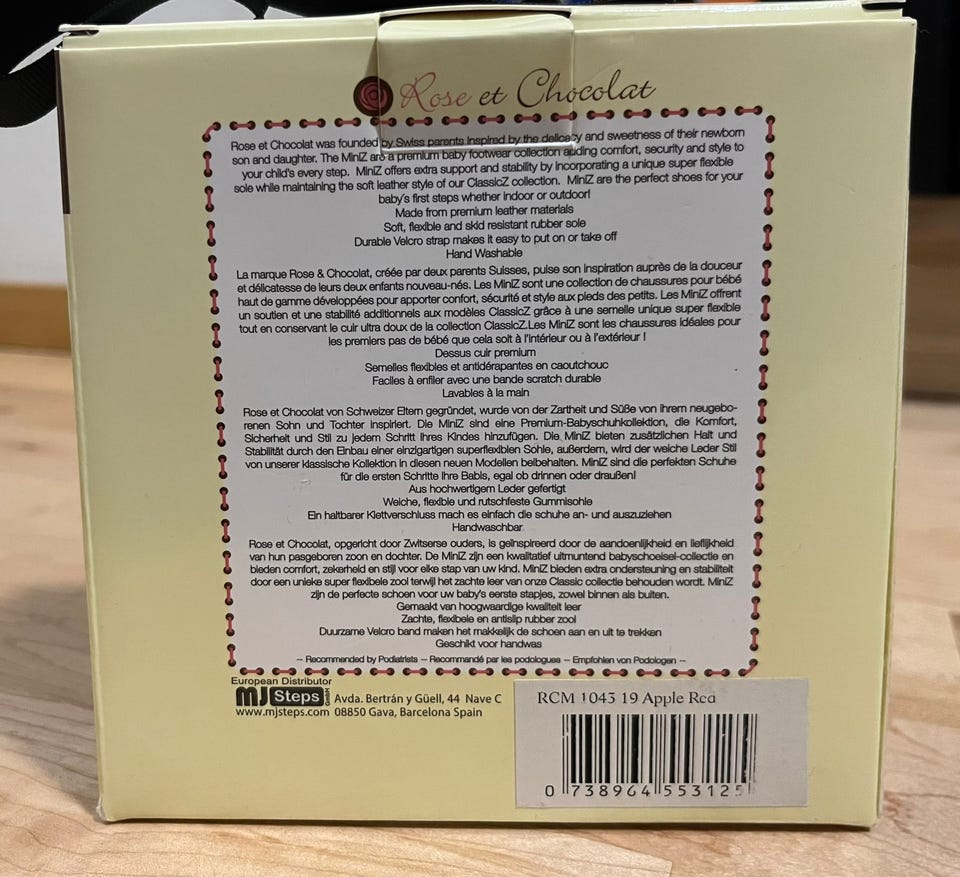 Rose et Chocolat
Rose et Chocolat was founded by Swiss parents inspired by the delicacy and sweetness of their newborn
son and daughter. The MiniZ are a premium baby footwear collection adding comfort, security and style to
your child's every step. MiniZ offers extra support and stability by incorporating a unique super flexible
sole while maintaining the soft leather style of our ClassicZ collection. MiniZ are the perfect shoes for your
baby's first steps whether indoor or outdoor!
Made from premium leather materials
Soft, flexible and skid resistant rubber sole
Durable Velcro strap makes it easy to put on or take off
Hand Washable
La marque Rose & Chocolat, créée par deux parents Suisses, puise son inspiration auprès de la douceur
et délicatesse de leurs deux enfants nouveau-nés. Les MiniZ sont une collection de chaussures pour bébé
haut de gamme développées pour apporter confort, sécurité et style aux pieds des petits. Les MiniZ offrent
un soutien et une stabilité additionnels aux modèles ClassicZ grâce à une semelle unique super flexible
tout en conservant le cuir ultra doux de la collection ClassicZ.Les MiniZ sont les chaussures idéales pour
les premiers pas de bébé que cela soit à l'intérieur ou à l'extérieur !
Dessus cuir premium
Semelles flexibles et antidérapantes en caoutchouc
Faciles à enfiler avec une bande scratch durable
Lavables à la main
Rose et Chocolat von Schweizer Eltern gegründet, wurde von der Zartheit und Süße von ihrem neugebo-
renen Sohn und Tochter inspiriert. Die MiniZ sind eine Premium-Babyschuhkollektion, die Komfort,
Sicherheit und Stil zu jedem Schritt Ihres Kindes hinzufügen. Die MiniZ bieten zusätzlichen Halt und
Stabilität durch den Einbau einer einzigartigen superflexiblen Sohle, außerdem, wird der weiche Leder Stil
von unserer klassische Kollektion in diesen neuen Modellen beibehalten. MiniZ sind die perfekten Schuhe
für die ersten Schritte Ihre Babis, egal ob drinnen oder draußen!
Aus hochwertigem Leder gefertigt
Weiche, flexible und rutschfeste Gummisohle
Ein haltbarer Klettverschluss mach es einfach die schuhe an- und auszuziehen
Handwaschbar
Rose et Chocolat, opgericht door Zwitserse ouders, is geïnspireerd door de aandoenlijkheid en lieflijkheid
van hun pasgeboren zoon en dochter. De MiniZ zijn een kwalitatief uitmuntend babyschoeisel-collectie en
bieden comfort, zekerheid en stijl voor elke stap van uw kind. MiniZ bieden extra ondersteuning en stabiliteit
door een unieke super flexibele zool terwijl het zachte leer van onze Classic collectie behouden wordt. MiniZ
zijn de perfecte schoen voor uw baby's eerste stapjes, zowel binnen als buiten.
Gemaakt van hoogwaardige kwaliteit leer
Zachte, flexibele en antislip rubber zool
Duurzame Velcro band maken het makkelijk de schoen aan en uit te trekken
Geschikt voor handwas
-- Recommended by Podiatrists -- Recommandé par les podologues -- Empfohlen von Podologen --
European Distributor
MJ Steps GmbH
Avda. Bertrán y Güell, 44 Nave C
www.mjsteps.com 08850 Gava, Barcelona Spain
RCM 1043 19 Apple Red
0 738964 553125